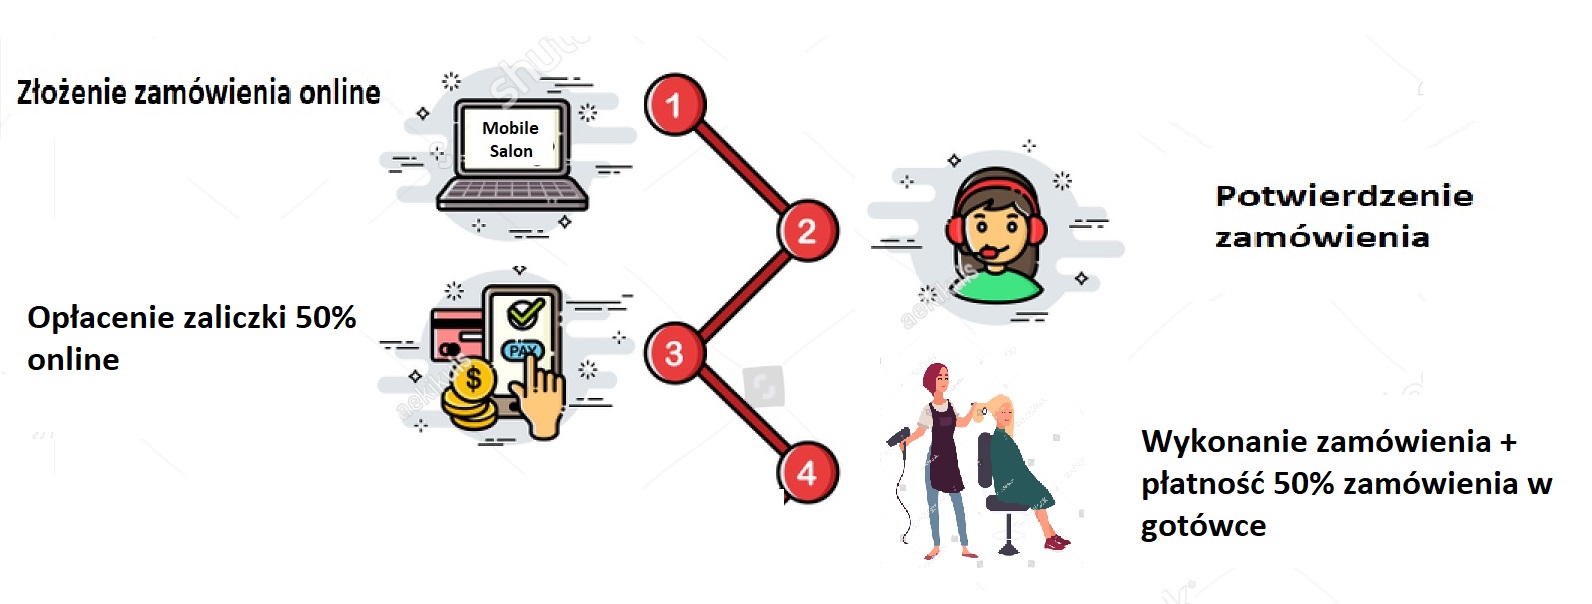 Złożenie zamówienia online
Mobile
Salon
1
2
Potwierdzenie
zamówienia
Opłacenie zaliczki 50%
online
PAY
$
3
4
Wykonanie zamówienia +
płatność 50% zamówienia w
gotówce